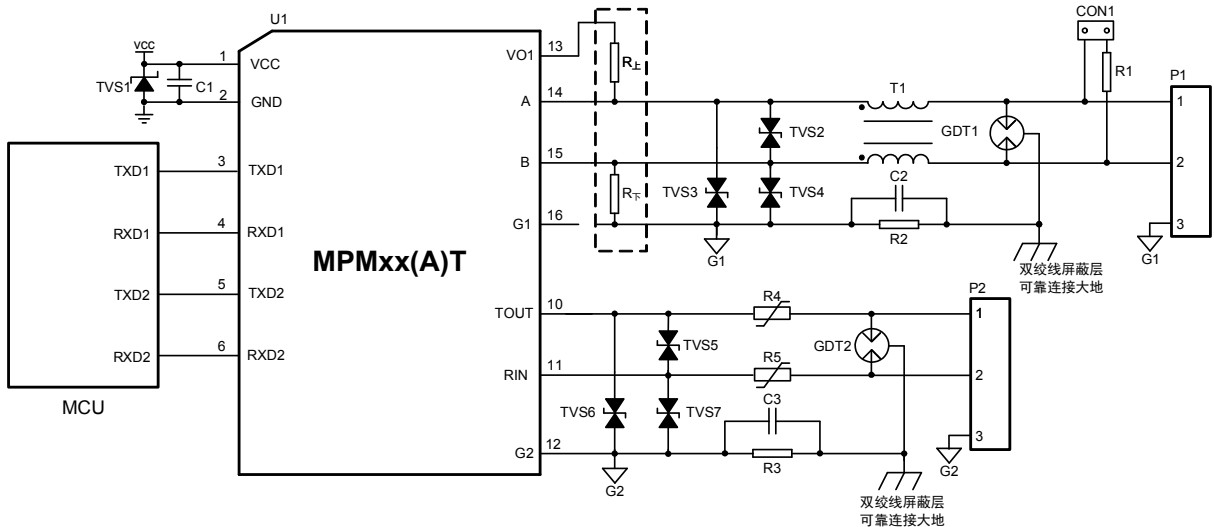 U1
CON1
VCC
TVS1
C1
1
VCC
2
GND
VO1
13
R上
A
14
T1
R1
P1
1
GDT1
TVS2
B
15
2
R下
TVS3
TVS4
C2
G1
16
R2
3
G1
G1
双绞线屏蔽层
可靠连接大地
TXD1
3
TXD1
RXD1
4
RXD1
MPMxx(A)T
TXD2
5
TXD2
RXD2
6
RXD2
MCU
TOUT
10
R4
P2
1
TVS5
GDT2
RIN
11
R5
2
TVS6
TVS7
C3
G2
12
R3
3
G2
G2
双绞线屏蔽层
可靠连接大地